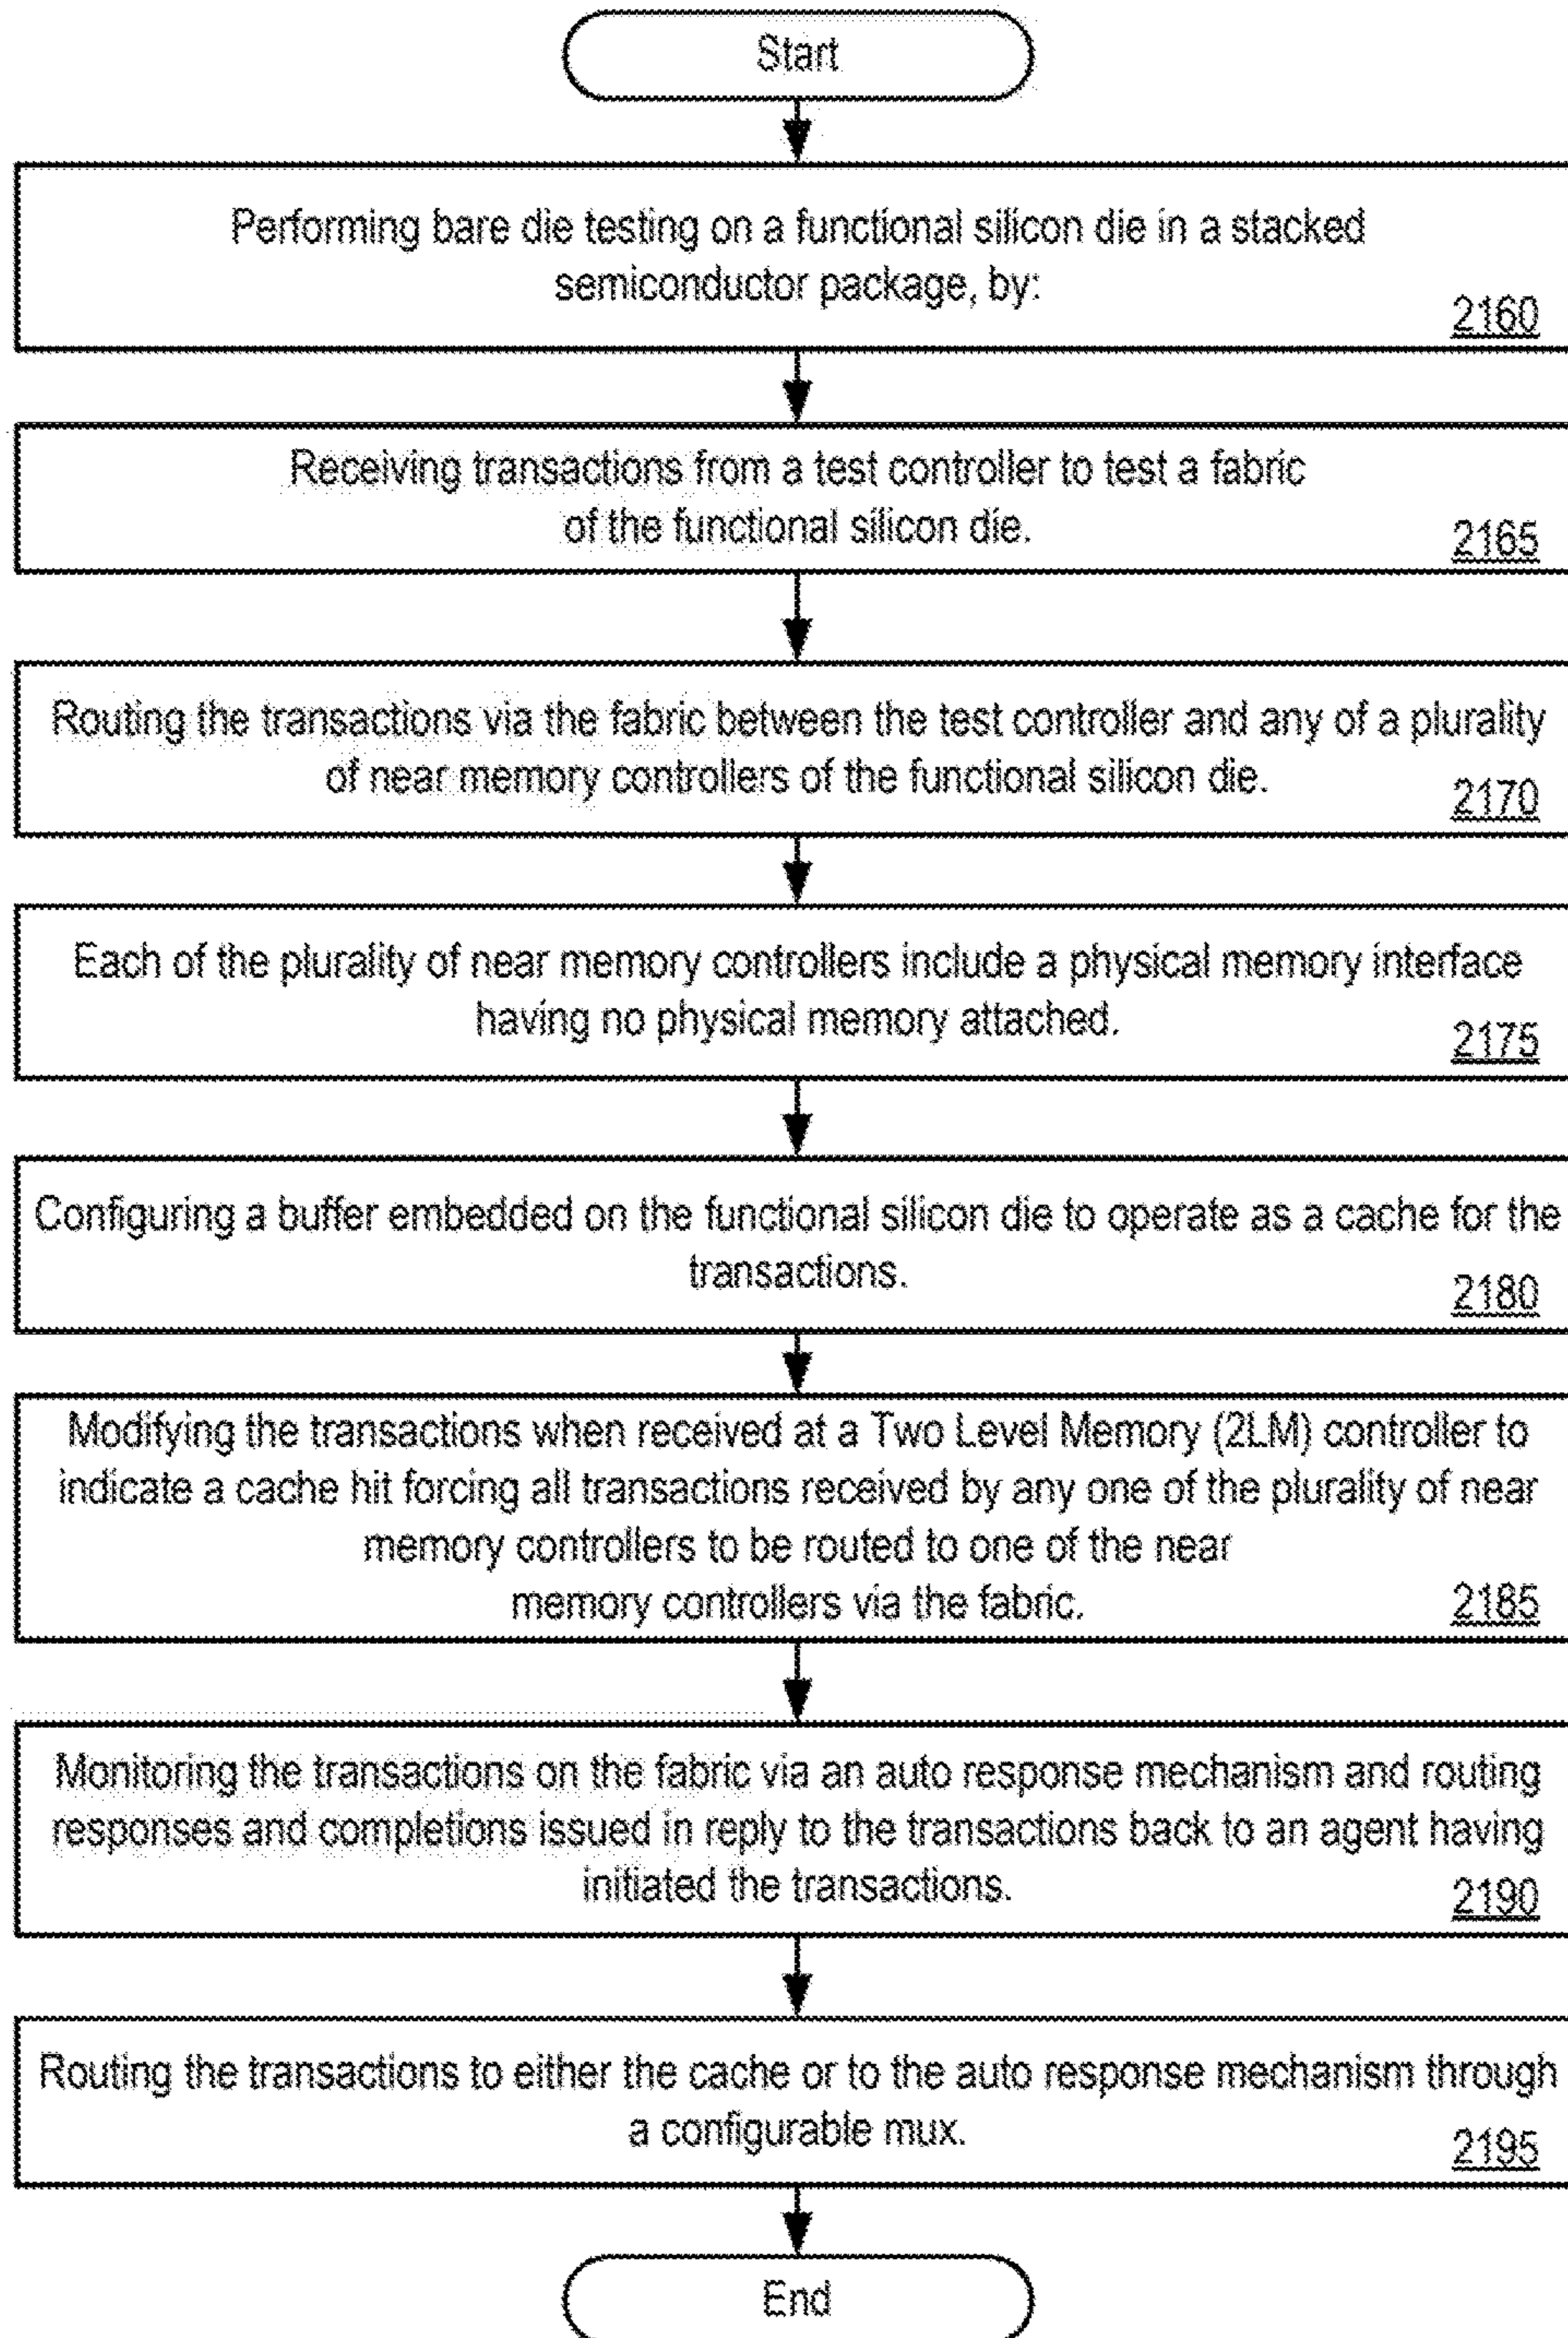 Start
Performing bare die testing on a functional silicon die in a stacked
semiconductor package, by:
2160
Receiving transactions from a test controller to test a fabric
of the functional silicon die.
2165
Routing the transactions via the fabric between the test controller and any of a plurality
of near memory controllers of the functional silicon die.
2170
Each of the plurality of near memory controllers include a physical memory interface
having no physical memory attached.
2175
Configuring a buffer embedded on the functional silicon die to operate as a cache for the
transactions.
2180
Modifying the transactions when received at a Two Level Memory (2LM) controller to
indicate a cache hit forcing all transactions received by any one of the plurality of near
memory controllers to be routed to one of the near
memory controllers via the fabric.
2185
Monitoring the transactions on the fabric via an auto response mechanism and routing
responses and completions issued in reply to the transactions back to an agent having
initiated the transactions.
2190
Routing the transactions to either the cache or to the auto response mechanism through
a configurable mux.
2195
End